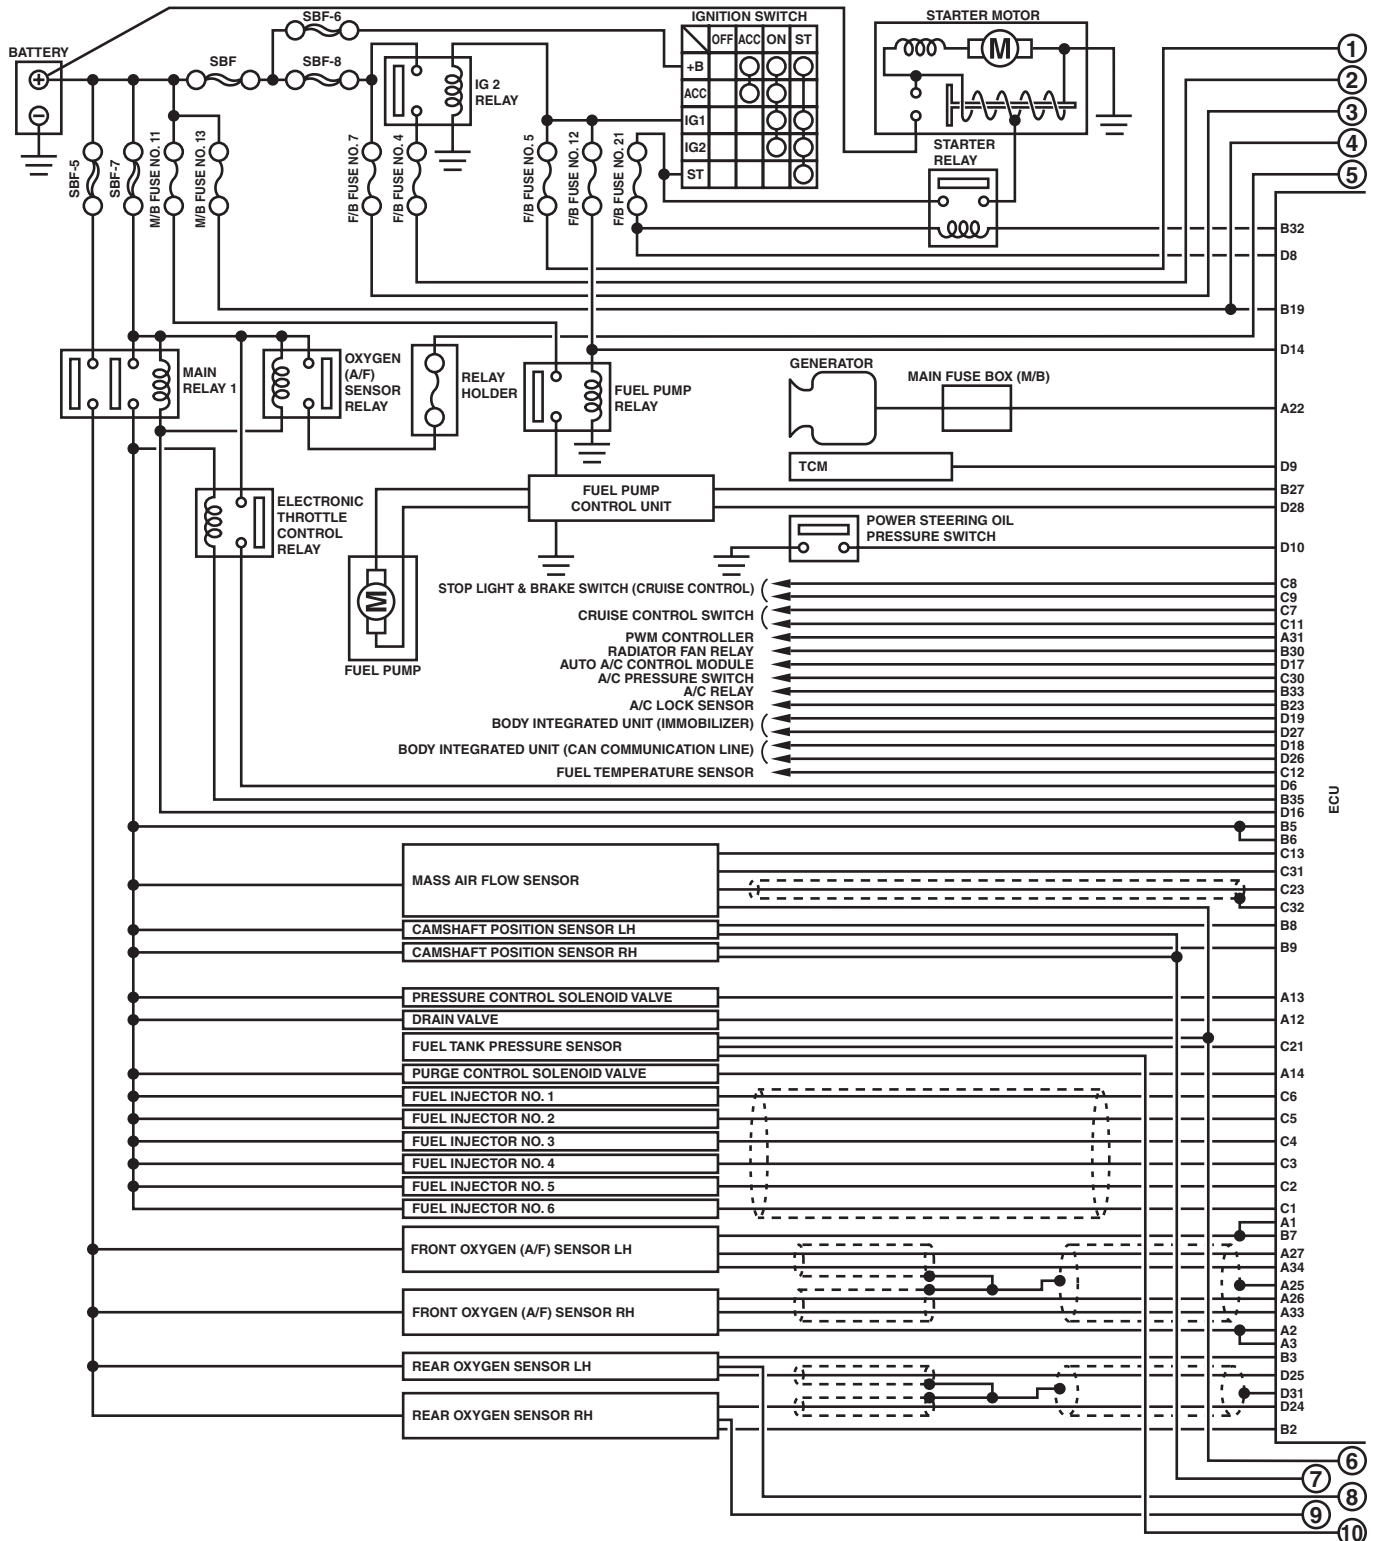 SBF-6
IGNITION SWITCH
STARTER MOTOR
OFF ACC ON ST
+B
ACC
IG1
IG2
ST
M
BATTERY
SBF
SBF-8
IG 2
RELAY
1
2
3
4
5
STARTER
RELAY
SBF-5
SBF-7
M/B FUSE NO. 11
M/B FUSE NO. 13
F/B FUSE NO. 7
F/B FUSE NO. 4
F/B FUSE NO. 5
F/B FUSE NO. 12
F/B FUSE NO. 21
B32
D8
B19
D14
MAIN
RELAY 1
OXYGEN
(A/F)
SENSOR
RELAY
RELAY
HOLDER
FUEL PUMP
RELAY
GENERATOR
MAIN FUSE BOX (M/B)
A22
TCM
D9
FUEL PUMP
CONTROL UNIT
B27
D28
ELECTRONIC
THROTTLE
CONTROL
RELAY
POWER STEERING OIL
PRESSURE SWITCH
D10
M
FUEL PUMP
STOP LIGHT & BRAKE SWITCH (CRUISE CONTROL)
C8
C9
CRUISE CONTROL SWITCH
C7
C11
PWM CONTROLLER
A31
RADIATOR FAN RELAY
B30
AUTO A/C CONTROL MODULE
D17
A/C PRESSURE SWITCH
C30
A/C RELAY
B33
A/C LOCK SENSOR
B23
BODY INTEGRATED UNIT (IMMOBILIZER)
D19
D27
BODY INTEGRATED UNIT (CAN COMMUNICATION LINE)
D18
D26
FUEL TEMPERATURE SENSOR
C12
D6
B35
D16
ECU
B5
B6
C13
MASS AIR FLOW SENSOR
C31
C23
C32
CAMSHAFT POSITION SENSOR LH
B8
CAMSHAFT POSITION SENSOR RH
B9
PRESSURE CONTROL SOLENOID VALVE
A13
DRAIN VALVE
A12
FUEL TANK PRESSURE SENSOR
C21
PURGE CONTROL SOLENOID VALVE
A14
FUEL INJECTOR NO. 1
C6
FUEL INJECTOR NO. 2
C5
FUEL INJECTOR NO. 3
C4
FUEL INJECTOR NO. 4
C3
FUEL INJECTOR NO. 5
C2
FUEL INJECTOR NO. 6
C1
A1
B7
FRONT OXYGEN (A/F) SENSOR LH
A27
A34
A25
A26
FRONT OXYGEN (A/F) SENSOR RH
A33
A2
A3
B3
REAR OXYGEN SENSOR LH
D25
D31
D24
REAR OXYGEN SENSOR RH
B2
6
7
8
9
10